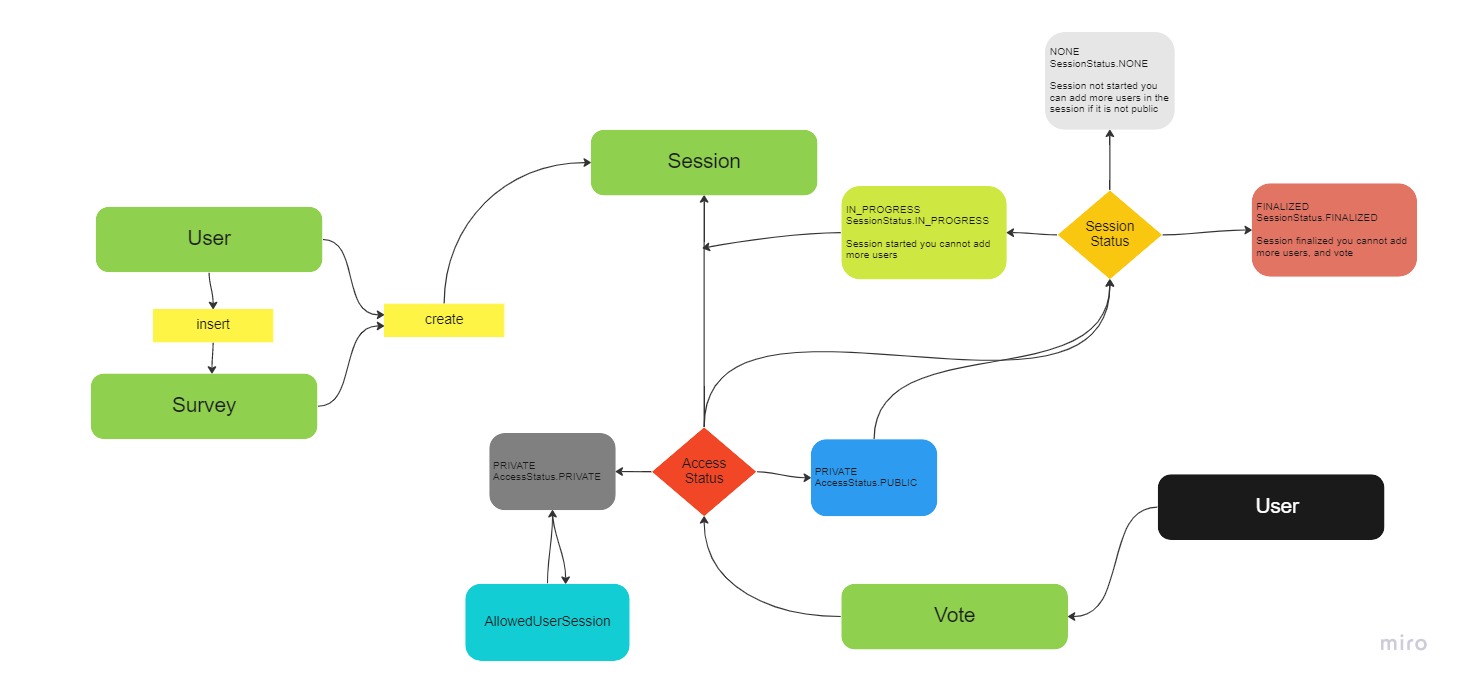 NONE
SessionStatus.NONE
Session not started you
can add more users in the
session if it is not public
Session
IN_PROGRESS
SessionStatus.IN_PROGRESS
Session started you cannot add
more users
Session
Status
FINALIZED
SessionStatus.FINALIZED
Session finalized you cannot add
more users, and vote
User
insert
create
Survey
PRIVATE
AccessStatus.PRIVATE
Access
Status
PRIVATE
AccessStatus.PUBLIC
User
AllowedUserSession
Vote
miro